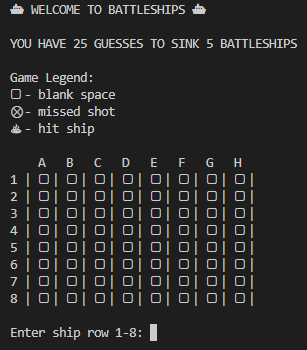 ⛴ WELCOME TO BATTLESHIPS ⛴
YOU HAVE 25 GUESSES TO SINK 5 BATTLESHIPS
Game Legend:
▢ - blank space
⨂ - missed shot
🔥 - hit ship
A B C D E F G H
1 | ▢ | ▢ | ▢ | ▢ | ▢ | ▢ | ▢ | ▢ |
2 | ▢ | ▢ | ▢ | ▢ | ▢ | ▢ | ▢ | ▢ |
3 | ▢ | ▢ | ▢ | ▢ | ▢ | ▢ | ▢ | ▢ |
4 | ▢ | ▢ | ▢ | ▢ | ▢ | ▢ | ▢ | ▢ |
5 | ▢ | ▢ | ▢ | ▢ | ▢ | ▢ | ▢ | ▢ |
6 | ▢ | ▢ | ▢ | ▢ | ▢ | ▢ | ▢ | ▢ |
7 | ▢ | ▢ | ▢ | ▢ | ▢ | ▢ | ▢ | ▢ |
8 | ▢ | ▢ | ▢ | ▢ | ▢ | ▢ | ▢ | ▢ |
Enter ship row 1-8: